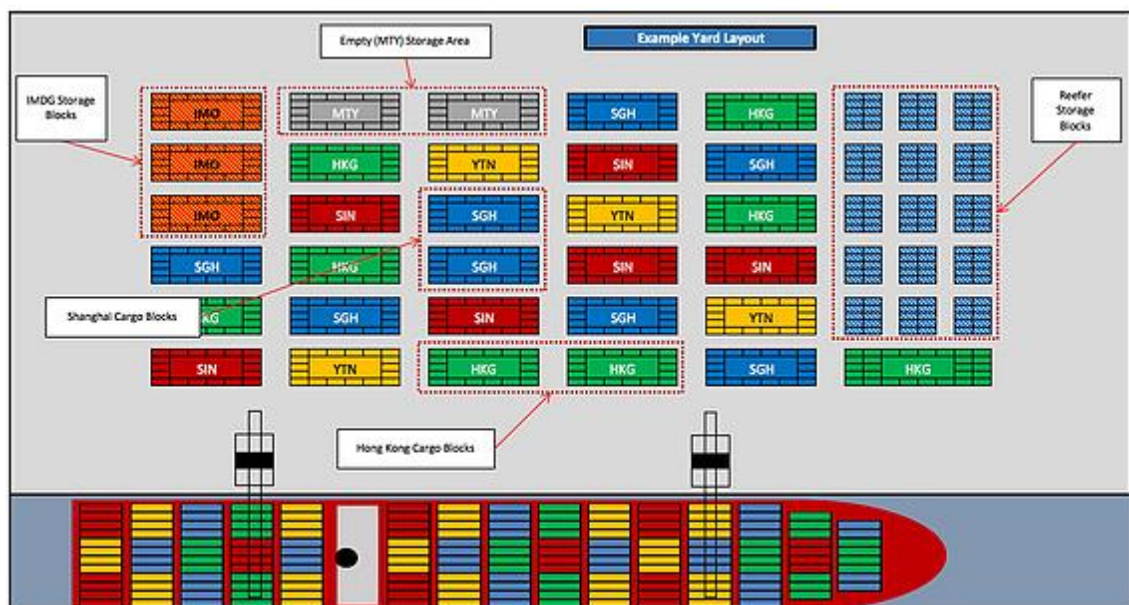 Empty (MTY) Storage Area
Example Yard Layout
IMDG Storage
Blocks
Reefer
Storage
Blocks
IMO MTY MTY SGH HKG
IMO HKG YTN SIN SGH
IMO SIN SGH YTN HKG
SGH HKG SGH SIN SIN
Shanghai Cargo Blocks
KG SGH SIN SGH YTN
SIN YTN HKG HKG SGH HKG
Hong Kong Cargo Blocks